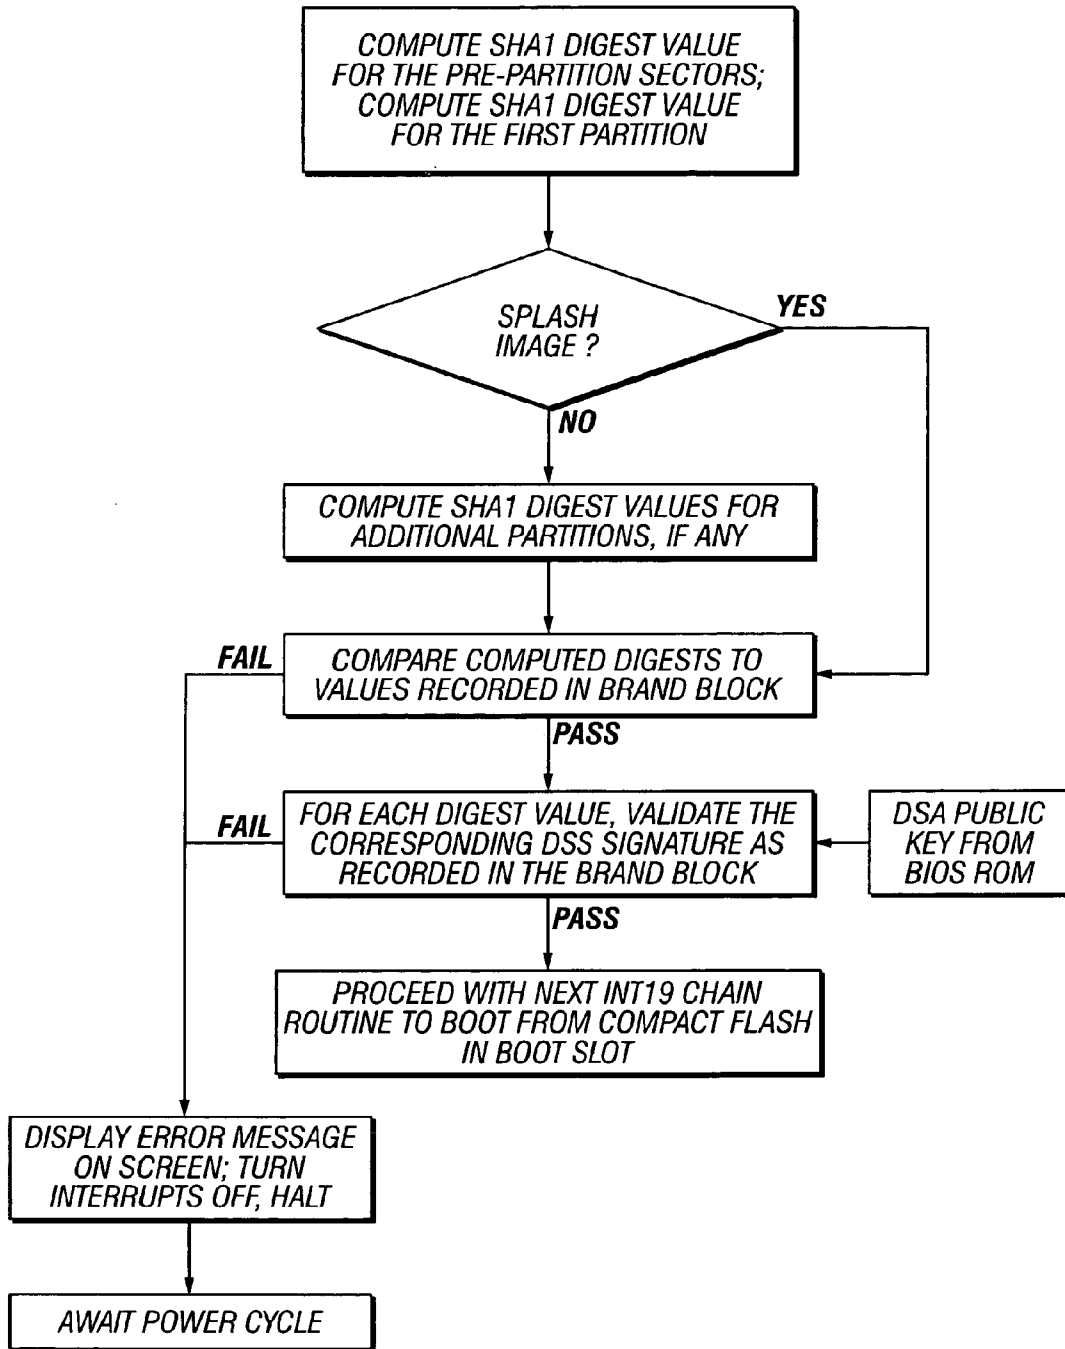 COMPUTE SHA1 DIGEST VALUE
FOR THE PRE-PARTITION SECTORS;
COMPUTE SHA1 DIGEST VALUE
FOR THE FIRST PARTITION
SPLASH
IMAGE ?
YES
NO
COMPUTE SHA1 DIGEST VALUES FOR
ADDITIONAL PARTITIONS, IF ANY
FAIL
COMPARE COMPUTED DIGESTS TO
VALUES RECORDED IN BRAND BLOCK
PASS
FAIL
FOR EACH DIGEST VALUE, VALIDATE THE
CORRESPONDING DSS SIGNATURE AS
RECORDED IN THE BRAND BLOCK
DSA PUBLIC
KEY FROM
BIOS ROM
PASS
PROCEED WITH NEXT INT19 CHAIN
ROUTINE TO BOOT FROM COMPACT FLASH
IN BOOT SLOT
DISPLAY ERROR MESSAGE
ON SCREEN; TURN
INTERRUPTS OFF, HALT
AWAIT POWER CYCLE